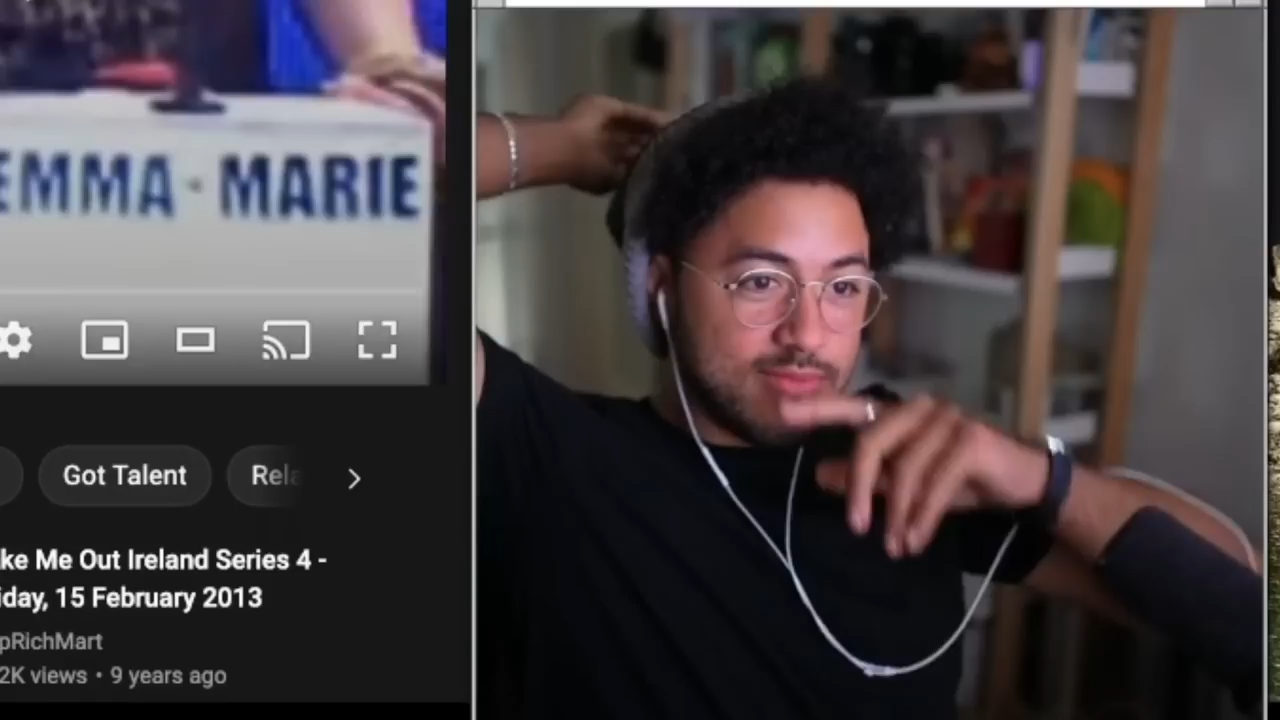 EMMA · MARIE
Got Talent
Rela
ke Me Out Ireland Series 4 -
iday, 15 February 2013
pRichMart
2K views • 9 years ago